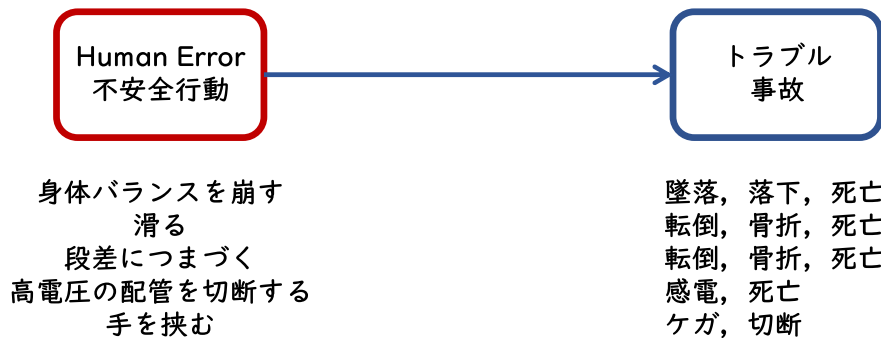 Human Error
不安全行動
トラブル
事故
身体バランスを崩す
滑る
段差につまづく
高電圧の配管を切断する
手を挟む
墜落，落下，死亡
転倒，骨折，死亡
転倒，骨折，死亡
感電，死亡
ケガ，切断